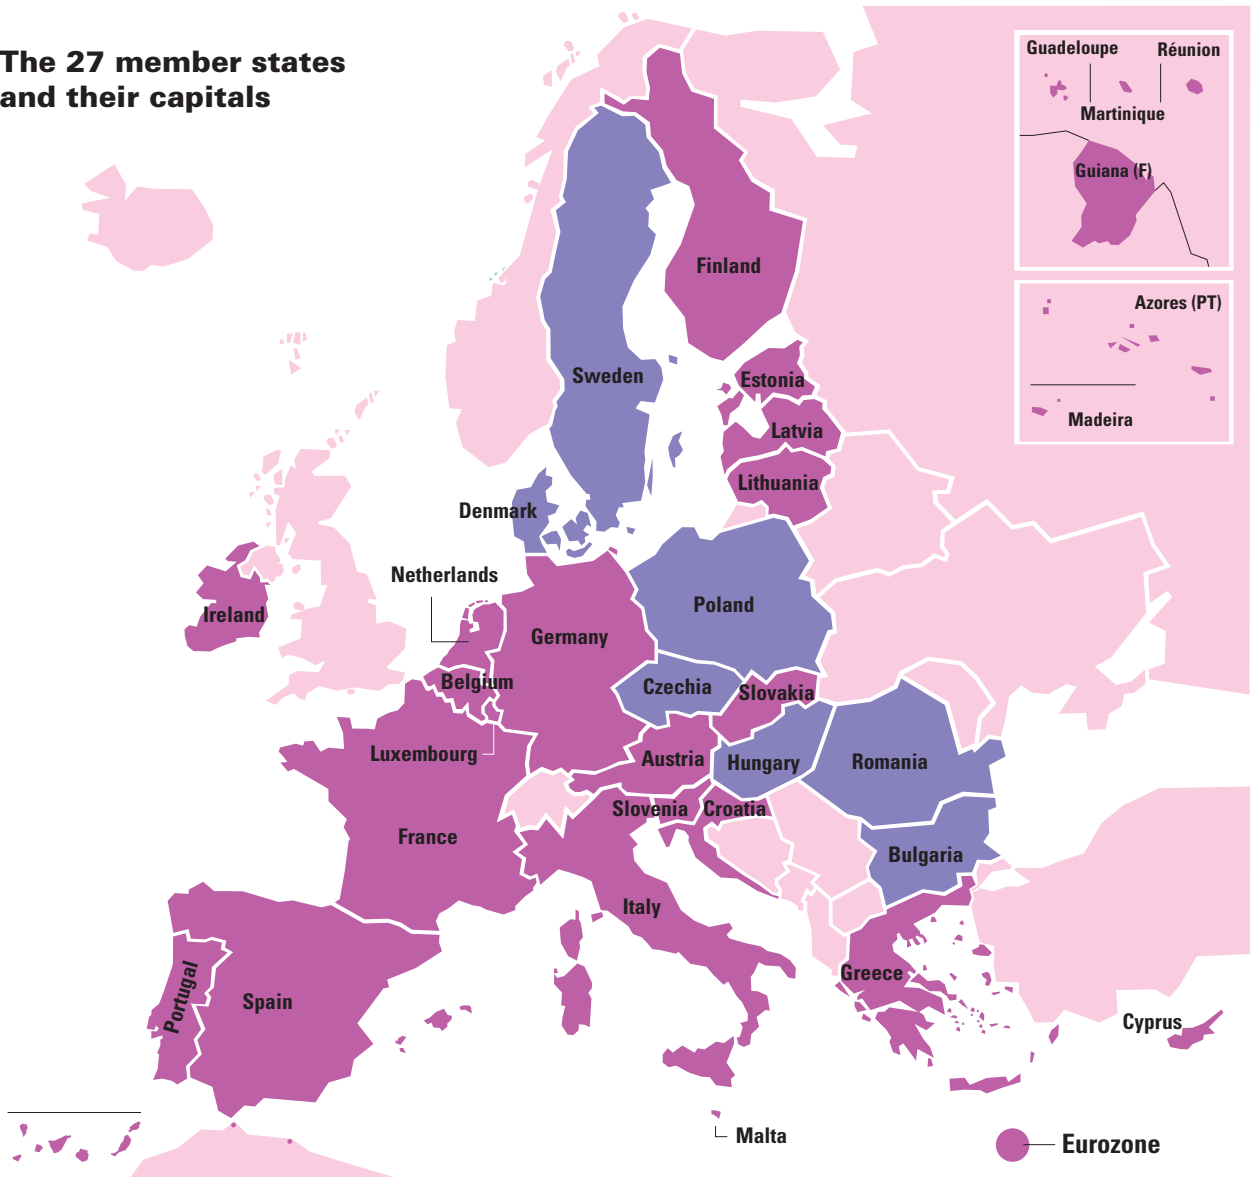 The 27 member states
and their capitals
Guadeloupe
Réunion
Martinique
Guiana (F)
Azores (PT)
Madeira
Finland
Sweden
Estonia
Latvia
Lithuania
Denmark
Netherlands
Ireland
Poland
Germany
Belgium
Czechia
Slovakia
Luxembourg
Austria
Hungary
Romania
Slovenia
Croatia
France
Bulgaria
Italy
Greece
Portugal
Spain
Cyprus
Malta
Eurozone